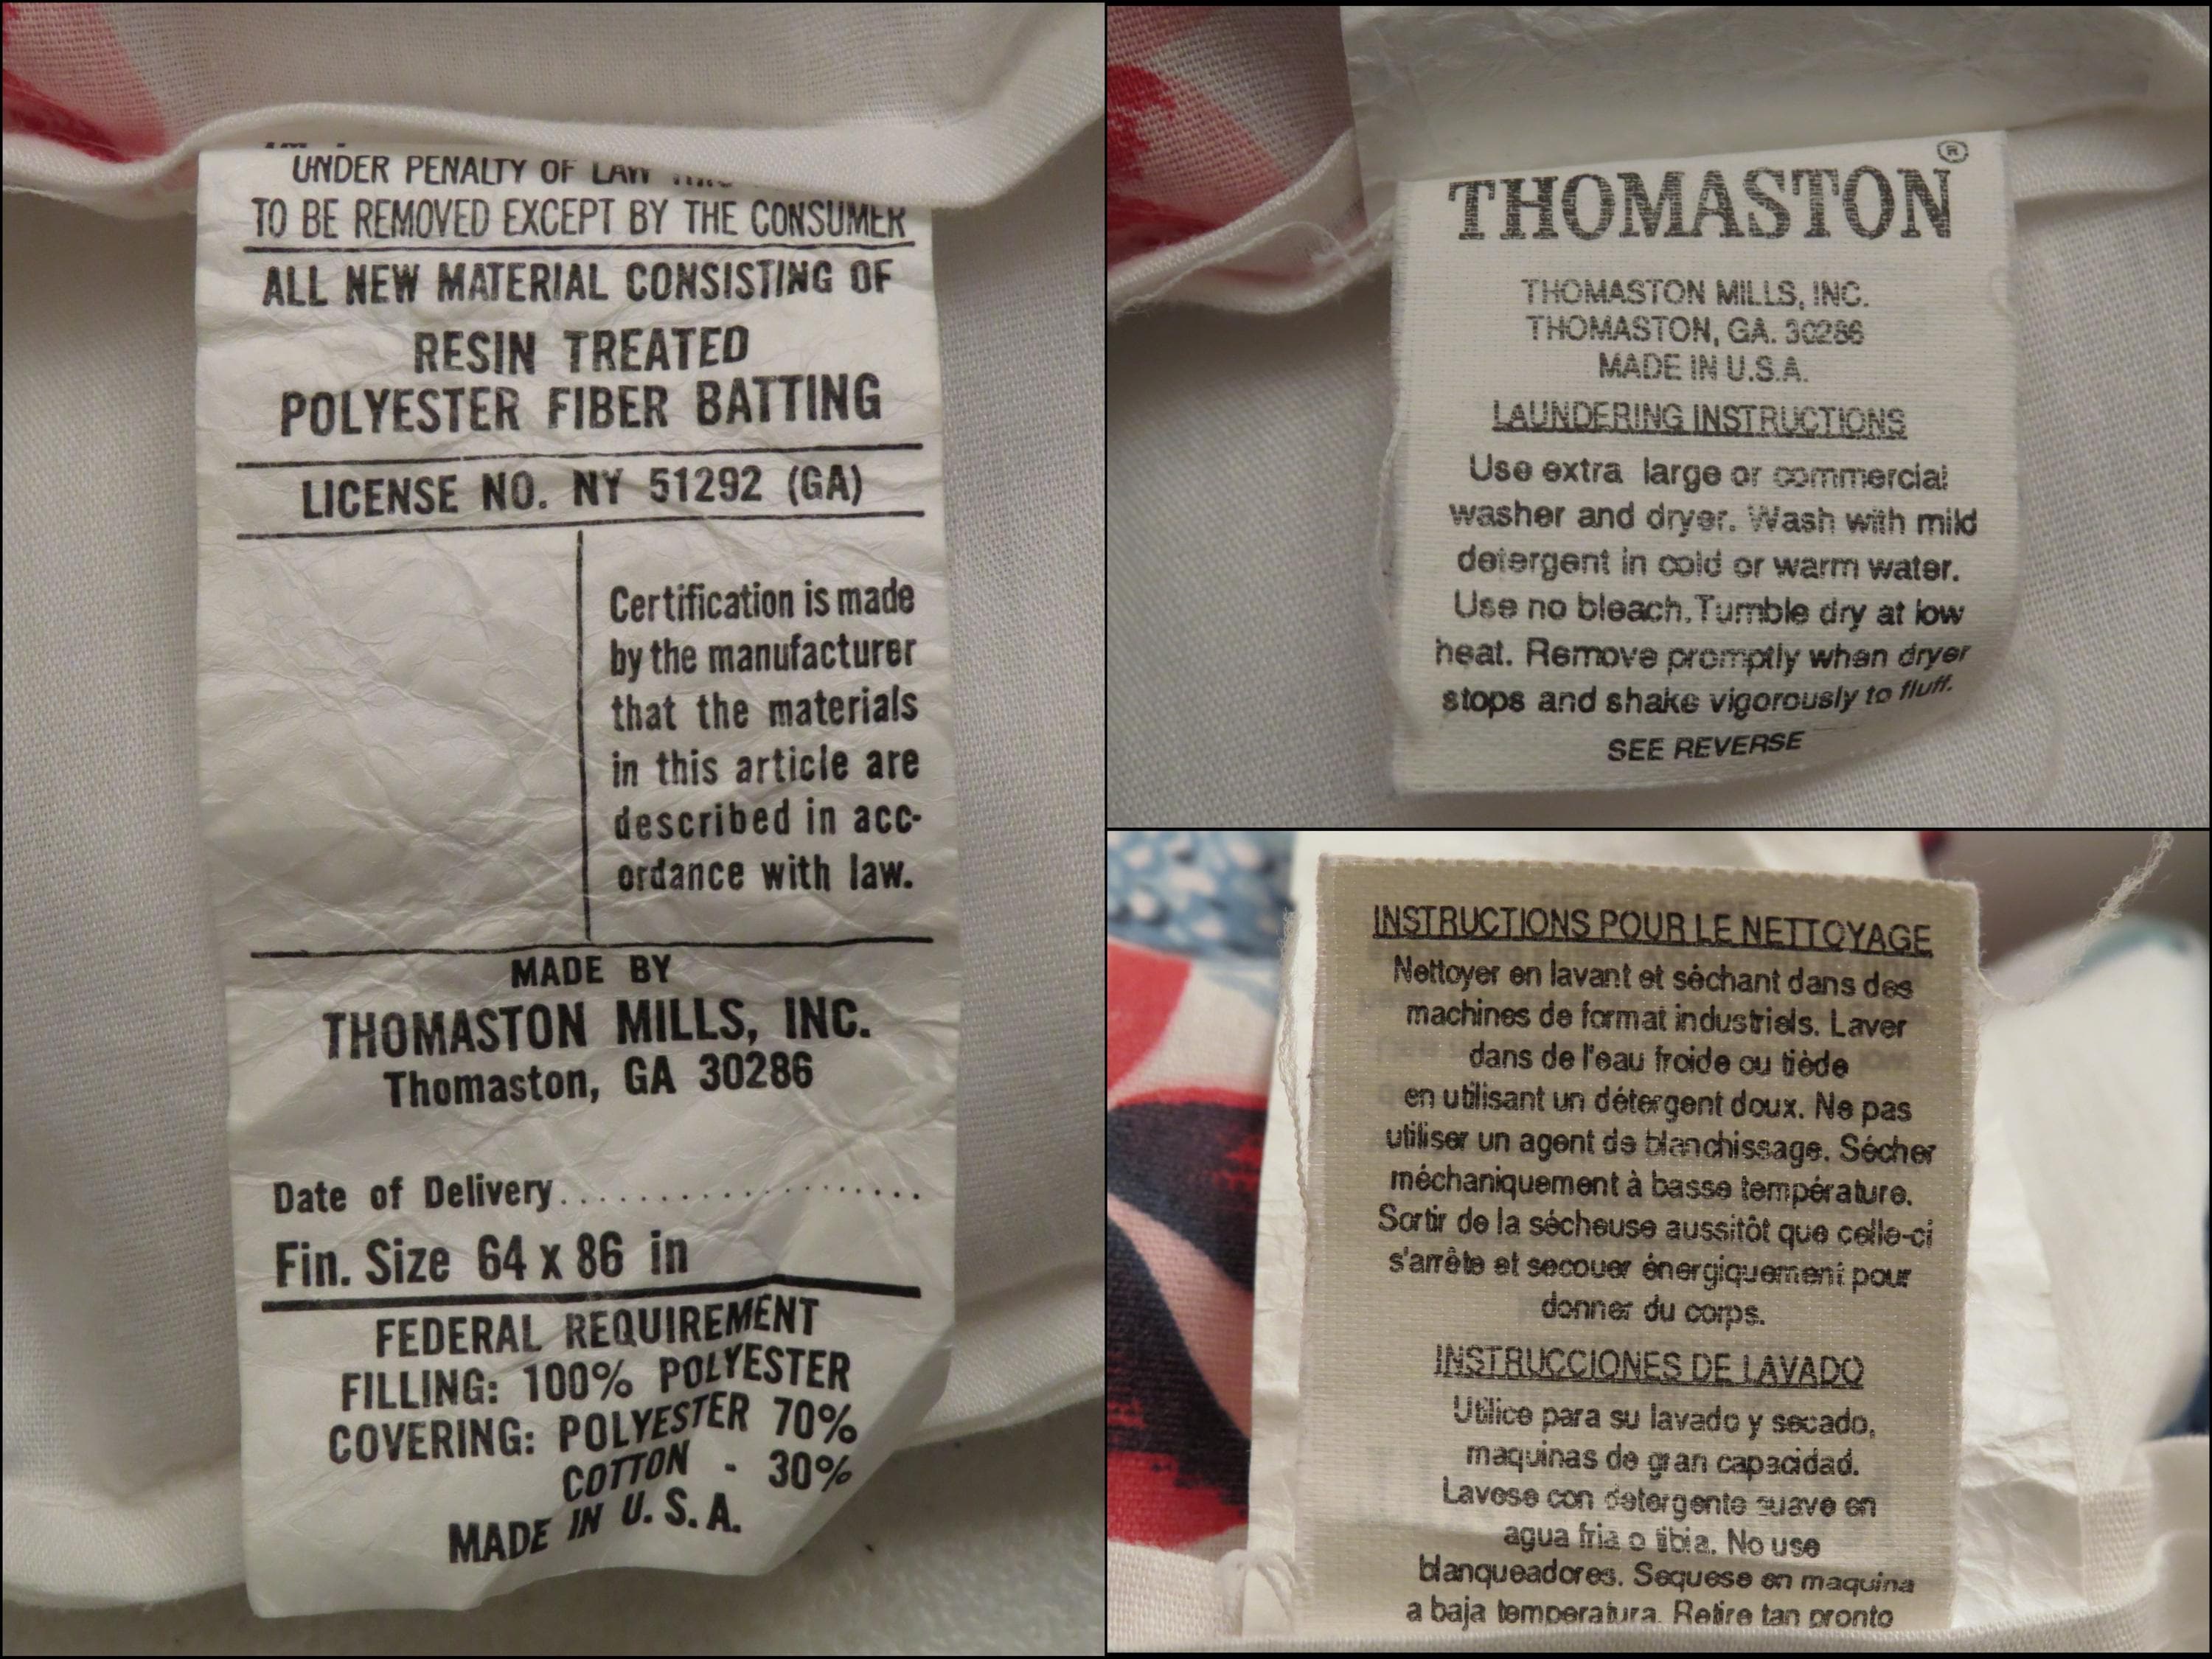 UNDER PENALTY OF LAW
TO BE REMOVED EXCEPT BY THE CONSUMER
ALL NEW MATERIAL CONSISTING OF
RESIN TREATED
POLYESTER FIBER BATTING
LICENSE NO. NY 51292 (GA)
Certification is made
by the manufacturer
that the materials
in this article are
described in acc-
ordance with law.
MADE BY
THOMASTON MILLS, INC.
Thomaston, GA 30286
Date of Delivery....................
Fin. Size 64 x 86 in
FEDERAL REQUIREMENT
FILLING: 100% POLYESTER
COVERING: POLYESTER 70%
COTTON - 30%
MADE IN U.S.A.
THOMASTON®
THOMASTON MILLS, INC.
THOMASTON, GA. 30286
MADE IN U.S.A.
LAUNDERING INSTRUCTIONS
Use extra large or commercial
washer and dryer. Wash with mild
detergent in cold or warm water.
Use no bleach. Tumble dry at low
heat. Remove promptly when dryer
stops and shake vigorously to fluff.
SEE REVERSE
INSTRUCTIONS POUR LE NETTOYAGE
Nettoyer en lavant et séchant dans des
machines de format industriels. Laver
dans de l'eau froide ou tiède
en utilisant un détergent doux. Ne pas
utiliser un agent de blanchissage. Sécher
méchaniquement à basse température.
Sortir de la sécheuse aussitôt que celle-ci
s'arrête et secouer énergiquement pour
donner du corps.
INSTRUCCIONES DE LAVADO
Utilice para su lavado y secado,
maquinas de gran capacidad.
Lavese con detergente suave en
agua fria o tibia. No use
blanqueadores. Sequese en maquina
a baja temperatura. Retire tan pronto